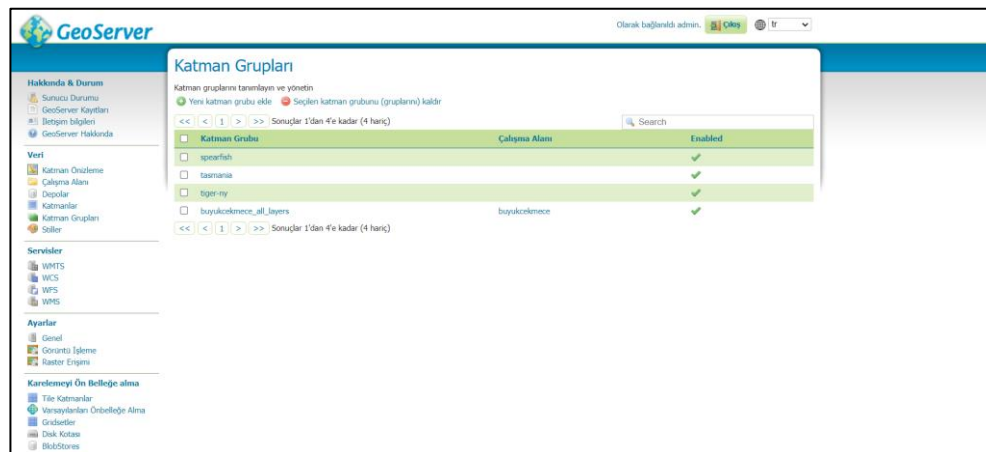 GeoServer
Olarak bağlanıldı admin.
Çıkış
tr
Hakkında & Durum
Sunucu Durumu
GeoServer Kayıtları
İletişim bilgileri
GeoServer Hakkında
Veri
Katman Önizleme
Çalışma Alanı
Depolar
Katmanlar
Katman Grupları
Stiller
Servisler
WMTS
WCS
WFS
WMS
Ayarlar
Genel
Görüntü İşleme
Raster Erişimi
Karelemeyi Ön Belleğe alma
Tile Katmanlar
Varsayılanları Önbelleğe Alma
Gridsetler
Disk Kotası
BlobStores
Katman Grupları
Katman gruplarını tanımlayın ve yönetin
Yeni katman grubu ekle Seçilen katman grubunu (gruplarını) kaldır
<< < 1 > >> Sonuçlar 1'dan 4'e kadar (4 hariç) Search
Katman Grubu Çalışma Alanı Enabled
spearfish
tasmania
tiger-ny
buyukcekmece_all_layers buyukcekmece
<< < 1 > >> Sonuçlar 1'dan 4'e kadar (4 hariç)